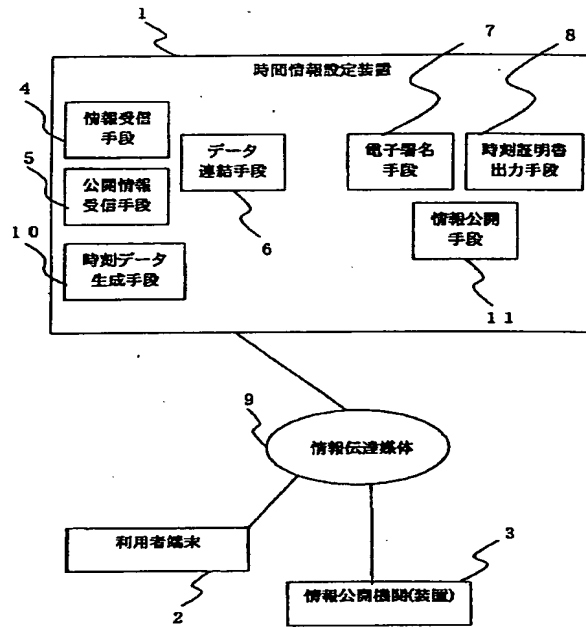 1
7
8
時間情報設定装置
4
情報受信
手段
データ
連結手段
電子署名
手段
時刻証明書
出力手段
5
公開情報
受信手段
6
情報公開
手段
10
時刻データ
生成手段
11
9
情報伝達媒体
利用者端末
3
2
情報公開機関(装置)